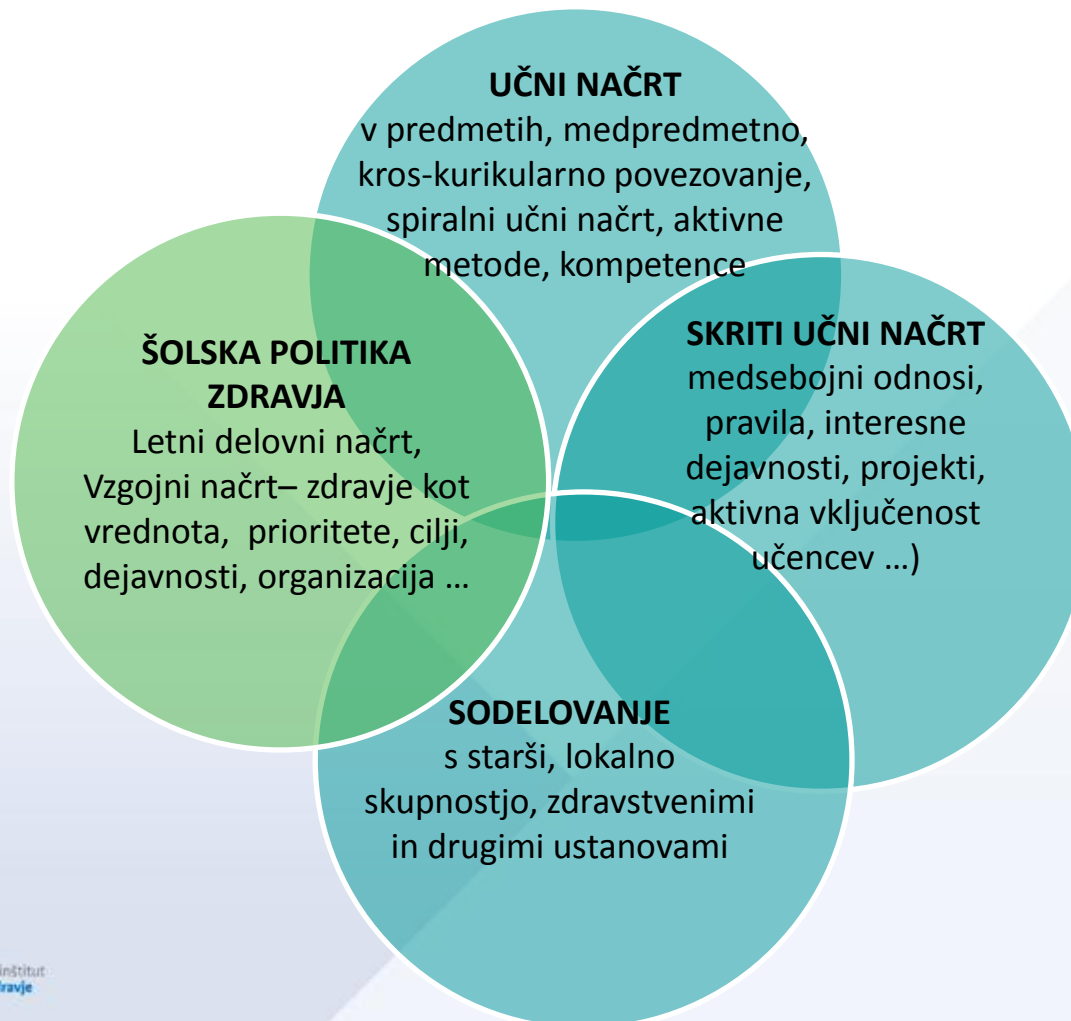 UČNI NAČRT
v predmetih, medpredmetno,
kros-kurikularno povezovanje,
spiralni učni načrt, aktivne
metode, kompetence
ŠOLSKA POLITIKA
ZDRAVJA
Letni delovni načrt,
Vzgojni načrt– zdravje kot
vrednota, prioritete, cilji,
dejavnosti, organizacija ...
SKRITI UČNI NAČRT
medsebojni odnosi,
pravila, interesne
dejavnosti, projekti,
aktivna vključenost
učencev ...)
SODELOVANJE
s starši, lokalno
skupnostjo, zdravstvenimi
in drugimi ustanovami
inštitut